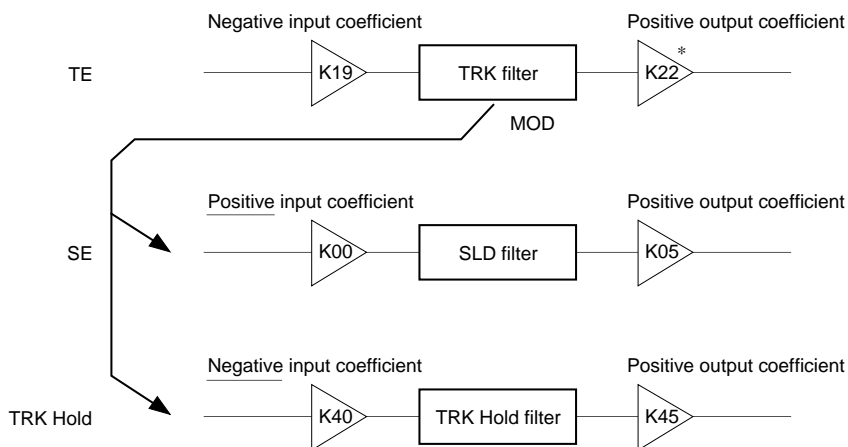 Negative input coefficient Positive output coefficient
TE K19 TRK filter K22 *
MOD
Positive input coefficient Positive output coefficient
SE K00 SLD filter K05
Negative input coefficient Positive output coefficient
TRK Hold K40 TRK Hold filter K45